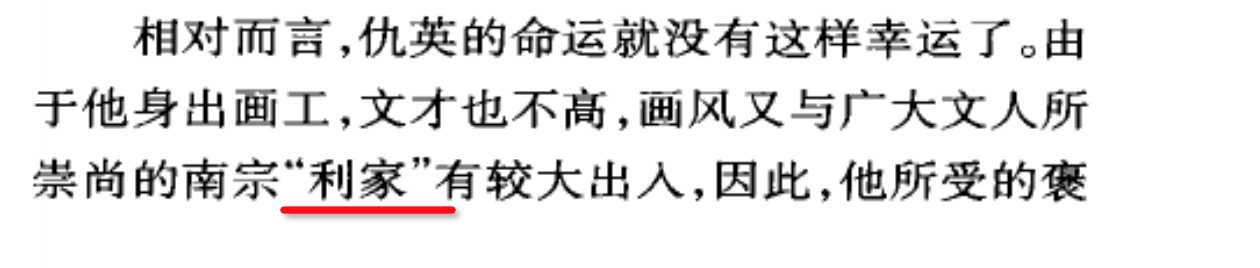 相对而言,仇英的命运就没有这样幸运了。由
于他身出画工,文才也不高,画风又与广大文人所
崇尚的南宗“利家”有较大出入,因此,他所受的褒